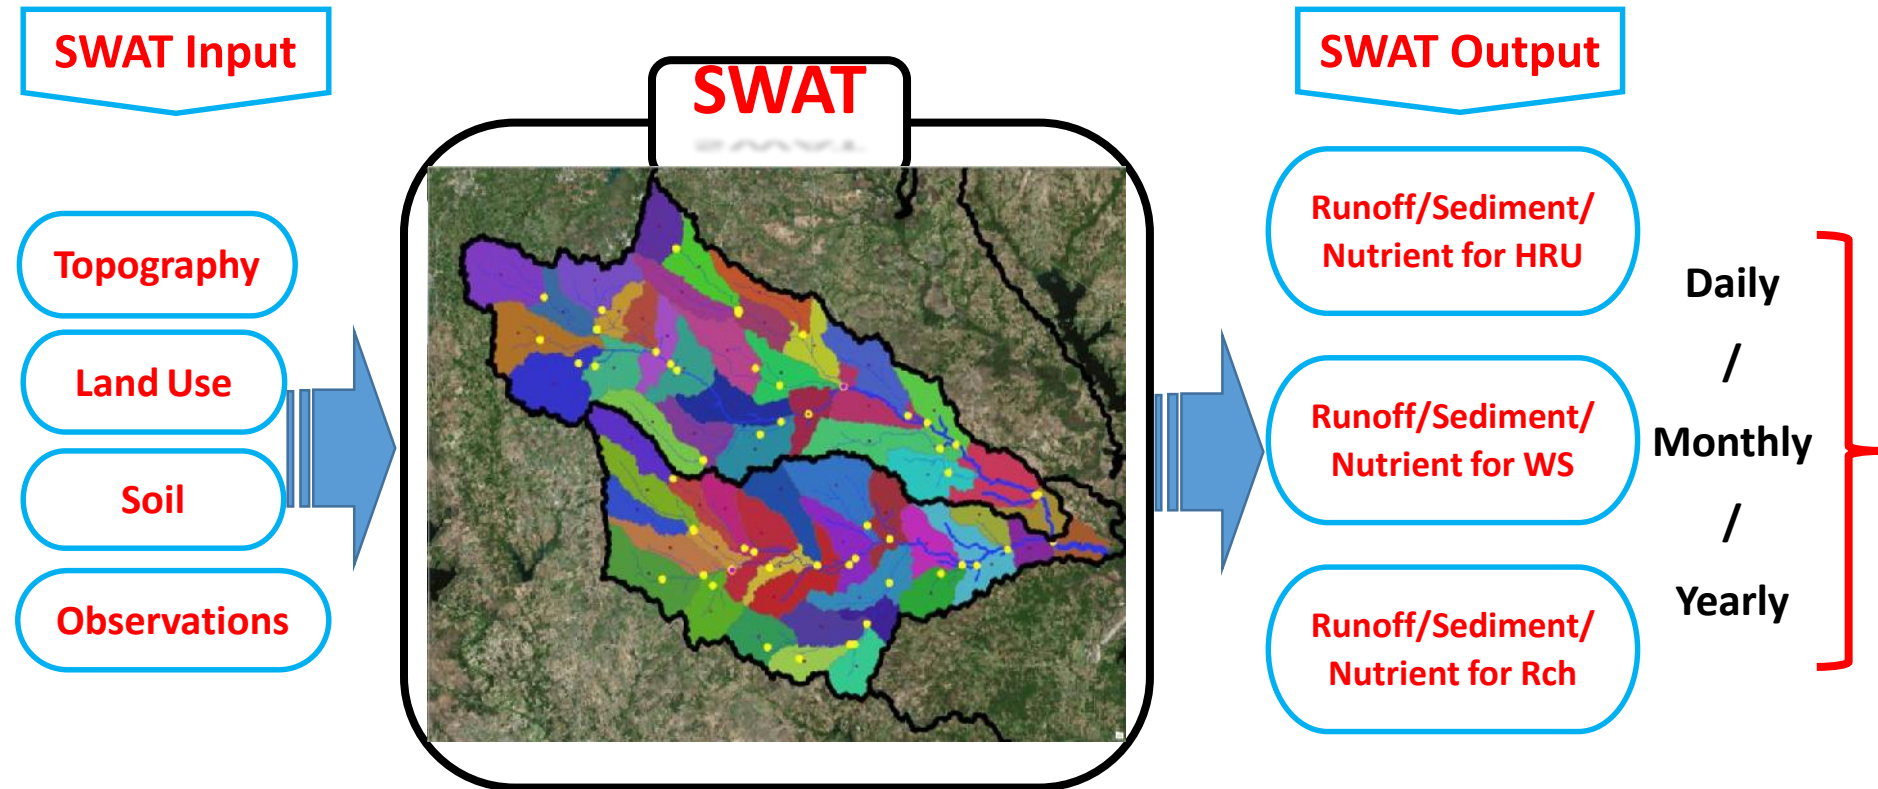 SWAT Input
Topography
Land Use
Soil
Observations
SWAT
SWAT Output
Runoff/Sediment/
Nutrient for HRU
Runoff/Sediment/
Nutrient for WS
Runoff/Sediment/
Nutrient for Rch
Daily
/
Monthly
/
Yearly